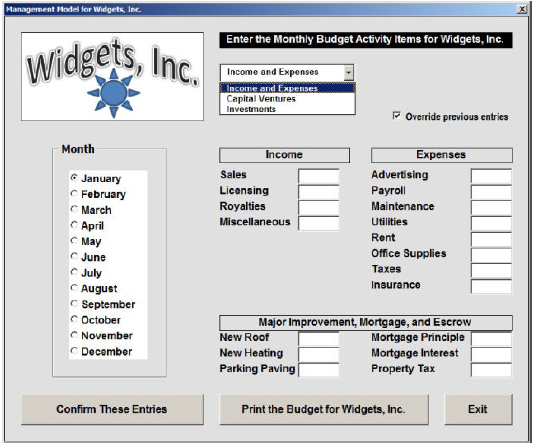 Management Model for Widgets, Inc.
X
Widgets, Inc.
Enter the Monthly Budget Activity Items for Widgets, Inc.
Income and Expenses
Income and Expenses
Capital Ventures
Investments
Override previous entries
Month
January
February
March
April
May
June
July
August
September
October
November
December
Income
Sales
Licensing
Royalties
Miscellaneous
Expenses
Advertising
Payroll
Maintenance
Utilities
Rent
Office Supplies
Taxes
Insurance
Major Improvement, Mortgage, and Escrow
New Roof
New Heating
Parking Paving
Mortgage Principle
Mortgage Interest
Property Tax
Confirm These Entries
Print the Budget for Widgets, Inc.
Exit